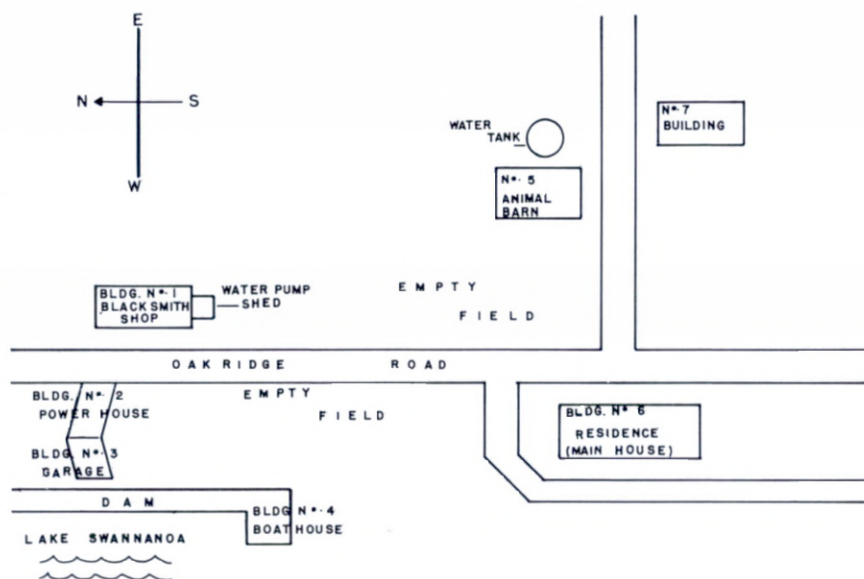 E
N S
W
WATER
TANK
Nº 7
BUILDING
Nº 5
ANIMAL
BARN
BLDG. Nº 1
BLACKSMITH
SHOP
WATER PUMP
SHED
EMPTY
FIELD
OAKRIDGE ROAD
BLDG. Nº 2
POWER HOUSE
EMPTY
FIELD
BLDG. Nº 6
RESIDENCE
(MAIN HOUSE)
BLDG. Nº 3
GARAGE
DAM
BLDG Nº 4
BOAT HOUSE
LAKE SWANNANOA